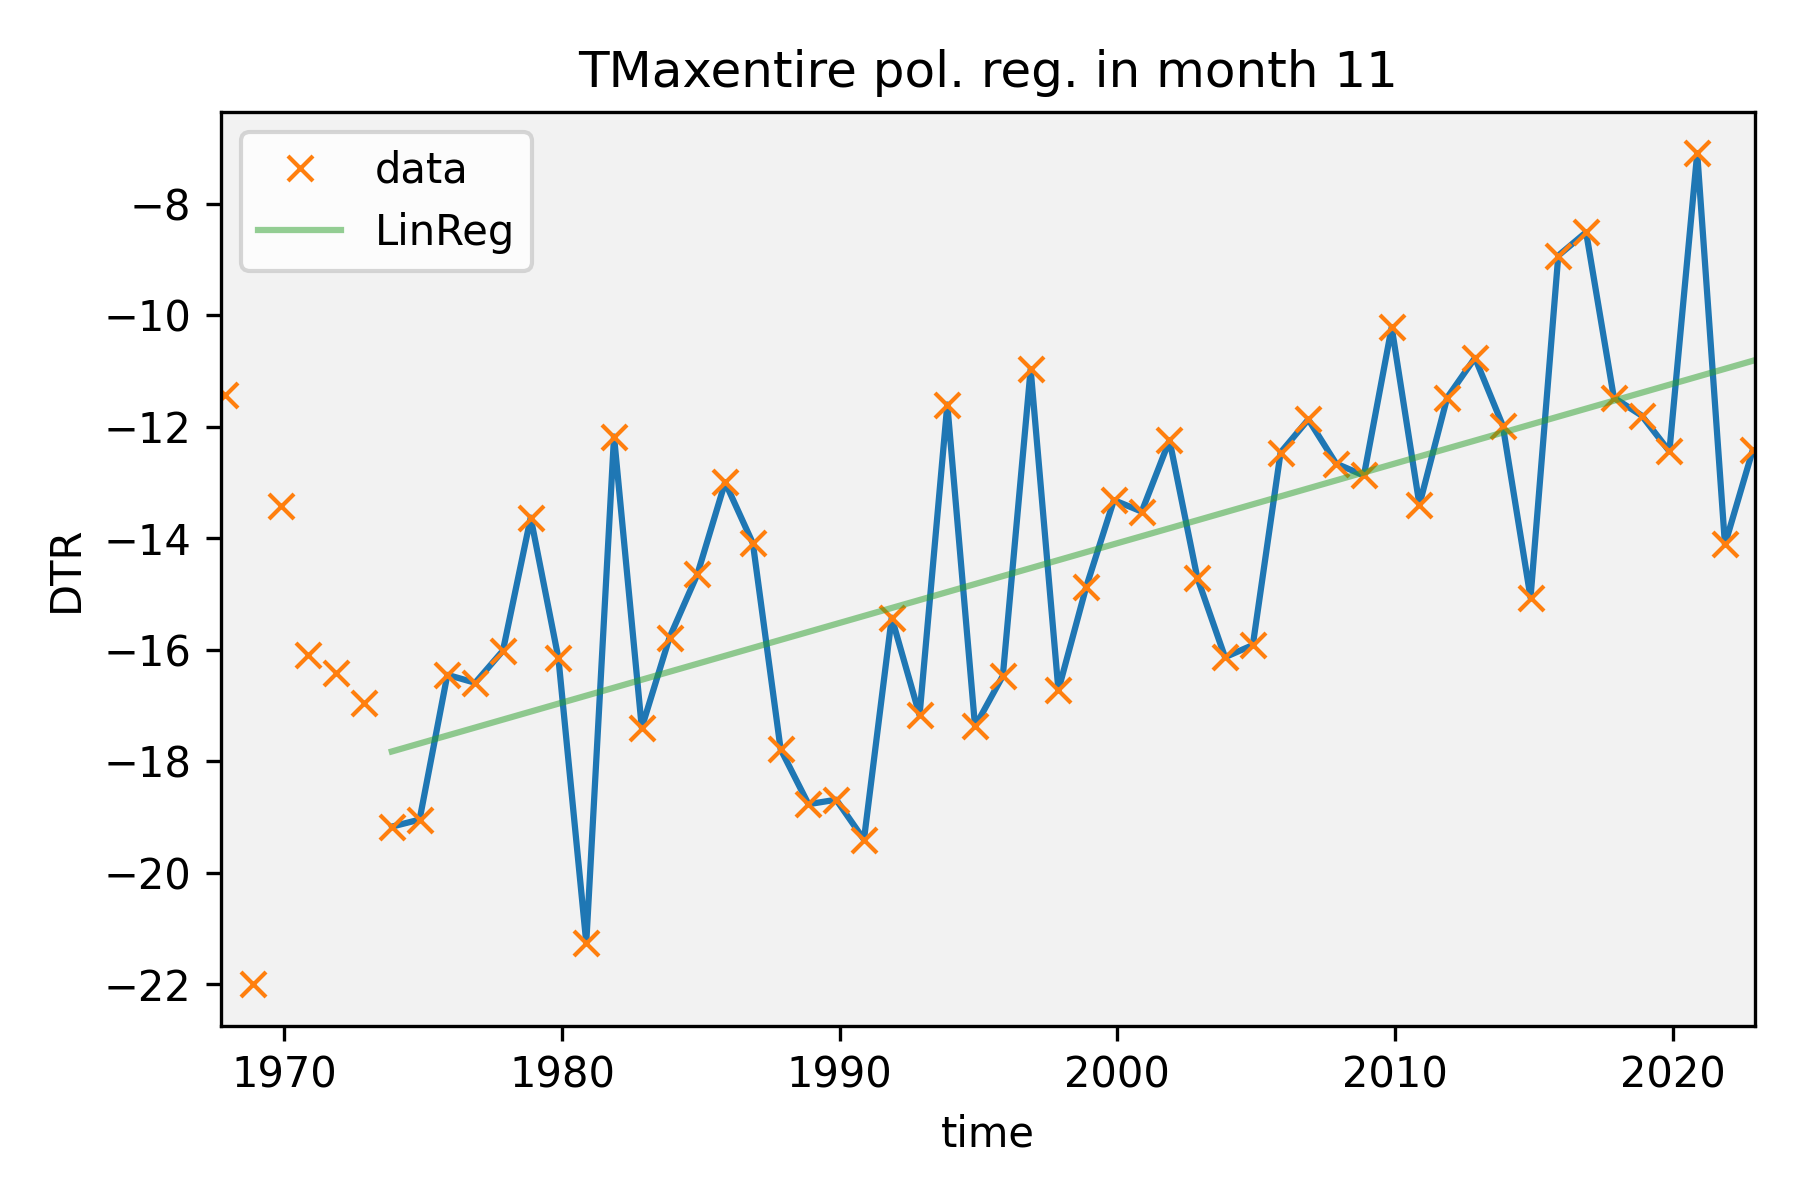 TMaxentire pol. reg. in month 11
data
LinReg
−8
−10
−12
−14
−16
−18
−20
−22
DTR
1970 1980 1990 2000 2010 2020
time